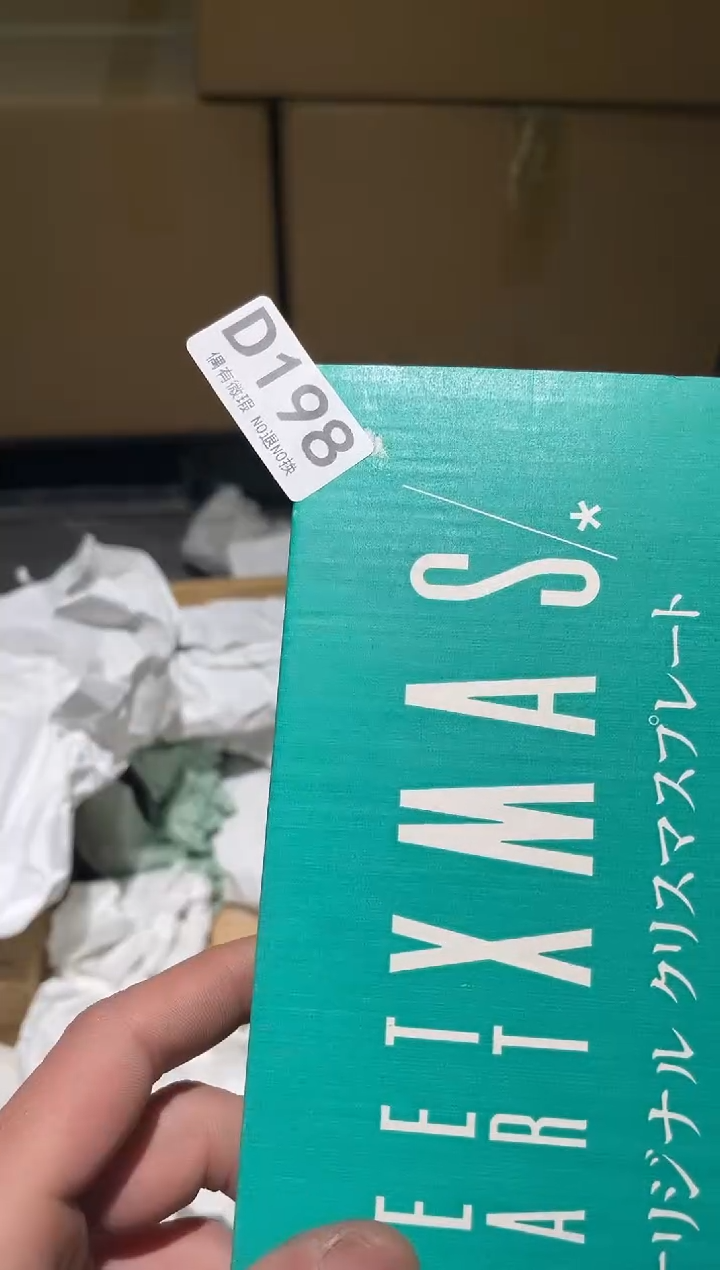 D198
偶有微瑕 NO退NO换
EET
ART
XMAS/*
ーリジナル クリスマスプレート